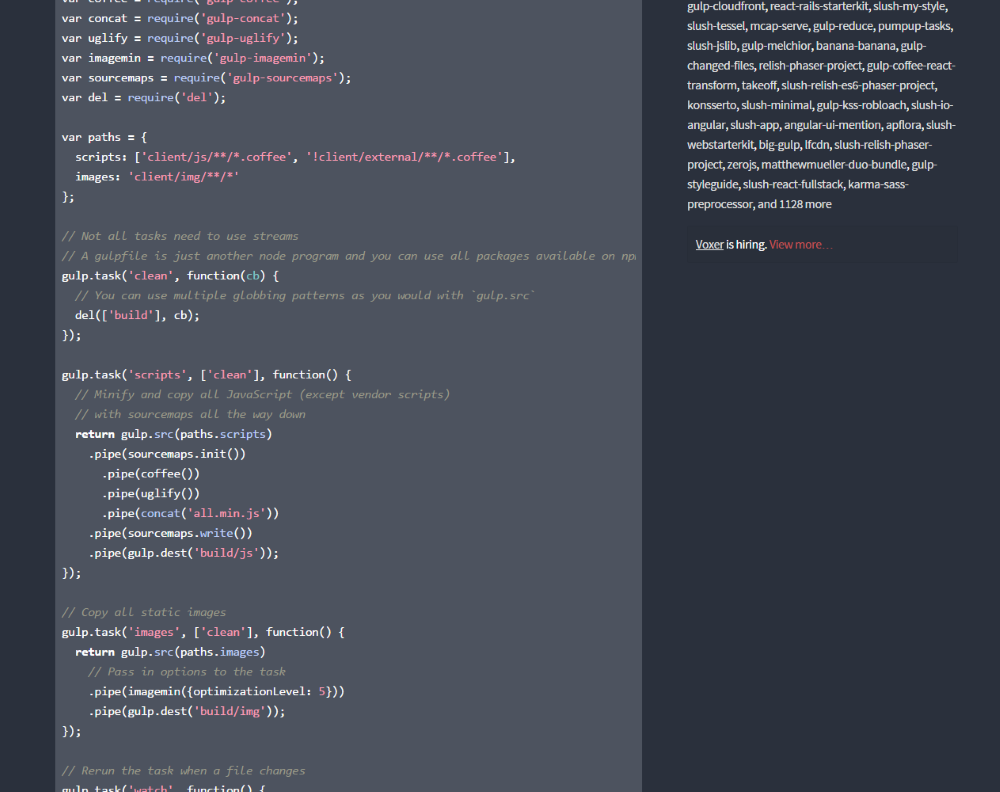 var coffee = require('gulp-coffee');
var concat = require('gulp-concat');
var uglify = require('gulp-uglify');
var imagemin = require('gulp-imagemin');
var sourcemaps = require('gulp-sourcemaps');
var del = require('del');
var paths = {
scripts: ['client/js/**/*.coffee', '!client/external/**/*.coffee'],
images: 'client/img/**/*'
};
// Not all tasks need to use streams
// A gulpfile is just another node program and you can use all packages available on npm
gulp.task('clean', function(cb) {
// You can use multiple globbing patterns as you would with `gulp.src`
del(['build'], cb);
});
gulp.task('scripts', ['clean'], function() {
// Minify and copy all JavaScript (except vendor scripts)
// with sourcemaps all the way down
return gulp.src(paths.scripts)
.pipe(sourcemaps.init())
.pipe(coffee())
.pipe(uglify())
.pipe(concat('all.min.js'))
.pipe(sourcemaps.write())
.pipe(gulp.dest('build/js'));
});
// Copy all static images
gulp.task('images', ['clean'], function() {
return gulp.src(paths.images)
// Pass in options to the task
.pipe(imagemin({optimizationLevel: 5}))
.pipe(gulp.dest('build/img'));
});
// Rerun the task when a file changes
gulp.task('watch', function() {
gulp-cloudfront, react-rails-starterkit, slush-my-style,
slush-tessel, mcap-serve, gulp-reduce, pumpup-tasks,
slush-jslib, gulp-melchior, banana-banana, gulp-
changed-files, relish-phaser-project, gulp-coffee-react-
transform, takeoff, slush-relish-es6-phaser-project,
konsserto, slush-minimal, gulp-kss-robloach, slush-io-
angular, slush-app, angular-ui-mention, apflora, slush-
webstarterkit, big-gulp, lfcdn, slush-relish-phaser-
project, zerojs, matthewmueller-duo-bundle, gulp-
styleguide, slush-react-fullstack, karma-sass-
preprocessor, and 1128 more
Voxer is hiring. View more…